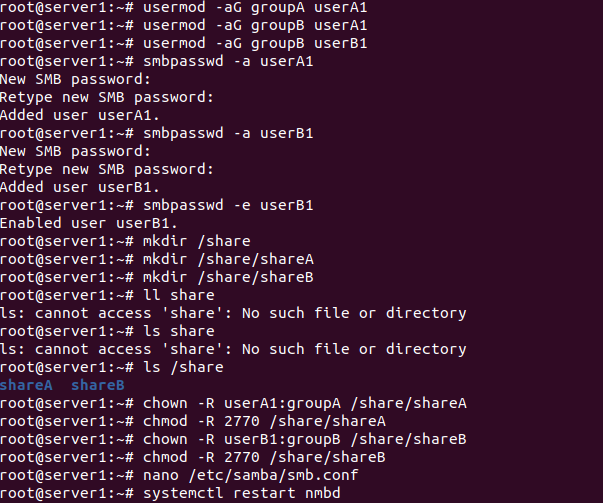 root@server1:~# usermod -aG groupA userA1
root@server1:~# usermod -aG groupB userA1
root@server1:~# usermod -aG groupB userB1
root@server1:~# smbpasswd -a userA1
New SMB password:
Retype new SMB password:
Added user userA1.
root@server1:~# smbpasswd -a userB1
New SMB password:
Retype new SMB password:
Added user userB1.
root@server1:~# smbpasswd -e userB1
Enabled user userB1.
root@server1:~# mkdir /share
root@server1:~# mkdir /share/shareA
root@server1:~# mkdir /share/shareB
root@server1:~# ll share
ls: cannot access 'share': No such file or directory
root@server1:~# ls share
ls: cannot access 'share': No such file or directory
root@server1:~# ls /share
shareA  shareB
root@server1:~# chown -R userA1:groupA /share/shareA
root@server1:~# chmod -R 2770 /share/shareA
root@server1:~# chown -R userB1:groupB /share/shareB
root@server1:~# chmod -R 2770 /share/shareB
root@server1:~# nano /etc/samba/smb.conf
root@server1:~# systemctl restart nmbd